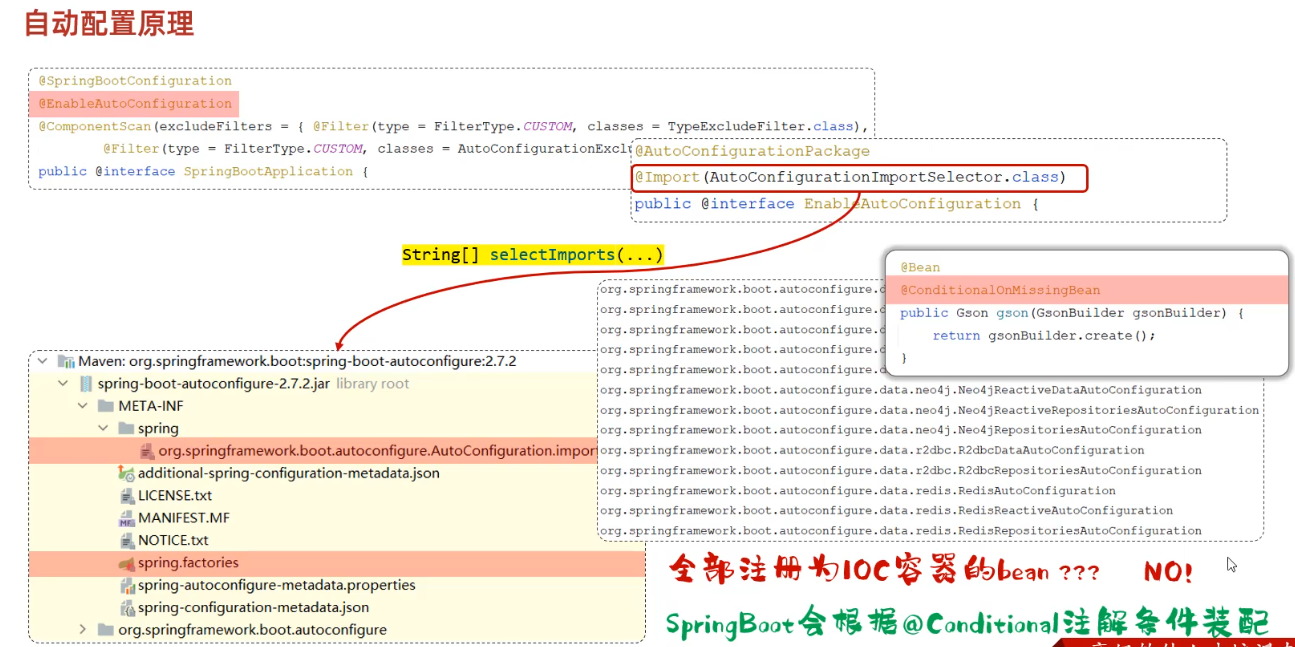 自动配置原理
@SpringBootConfiguration
@EnableAutoConfiguration
@ComponentScan(excludeFilters = { @Filter(type = FilterType.CUSTOM, classes = TypeExcludeFilter.class),
@Filter(type = FilterType.CUSTOM, classes = AutoConfigurationExclu
public @interface SpringBootApplication {
@AutoConfigurationPackage
@Import(AutoConfigurationImportSelector.class)
public @interface EnableAutoConfiguration {
String[] selectImports(...)
@Bean
@ConditionalOnMissingBean
public Gson gson(GsonBuilder gsonBuilder) {
return gsonBuilder.create();
}
Maven: org.springframework.boot:spring-boot-autoconfigure:2.7.2
spring-boot-autoconfigure-2.7.2.jar library root
META-INF
spring
org.springframework.boot.autoconfigure.AutoConfiguration.import
additional-spring-configuration-metadata.json
LICENSE.txt
MANIFEST.MF
NOTICE.txt
spring.factories
spring-autoconfigure-metadata.properties
spring-configuration-metadata.json
org.springframework.boot.autoconfigure
org.springframework.boot.autoconfigure.d
org.springframework.boot.autoconfigure.d
org.springframework.boot.autoconfigure.d
org.springframework.boot.autoconfigure.d
org.springframework.boot.autoconfigure.d
org.springframework.boot.autoconfigure.data.neo4j.Neo4jReactiveDataAutoConfiguration
org.springframework.boot.autoconfigure.data.neo4j.Neo4jReactiveRepositoriesAutoConfiguration
org.springframework.boot.autoconfigure.data.neo4j.Neo4jRepositoriesAutoConfiguration
org.springframework.boot.autoconfigure.data.r2dbc.R2dbcDataAutoConfiguration
org.springframework.boot.autoconfigure.data.r2dbc.R2dbcRepositoriesAutoConfiguration
org.springframework.boot.autoconfigure.data.redis.RedisAutoConfiguration
org.springframework.boot.autoconfigure.data.redis.RedisReactiveAutoConfiguration
org.springframework.boot.autoconfigure.data.redis.RedisRepositoriesAutoConfiguration
全部注册为IOC容器的bean ??? NO!
SpringBoot会根据@Conditional注解条件装配